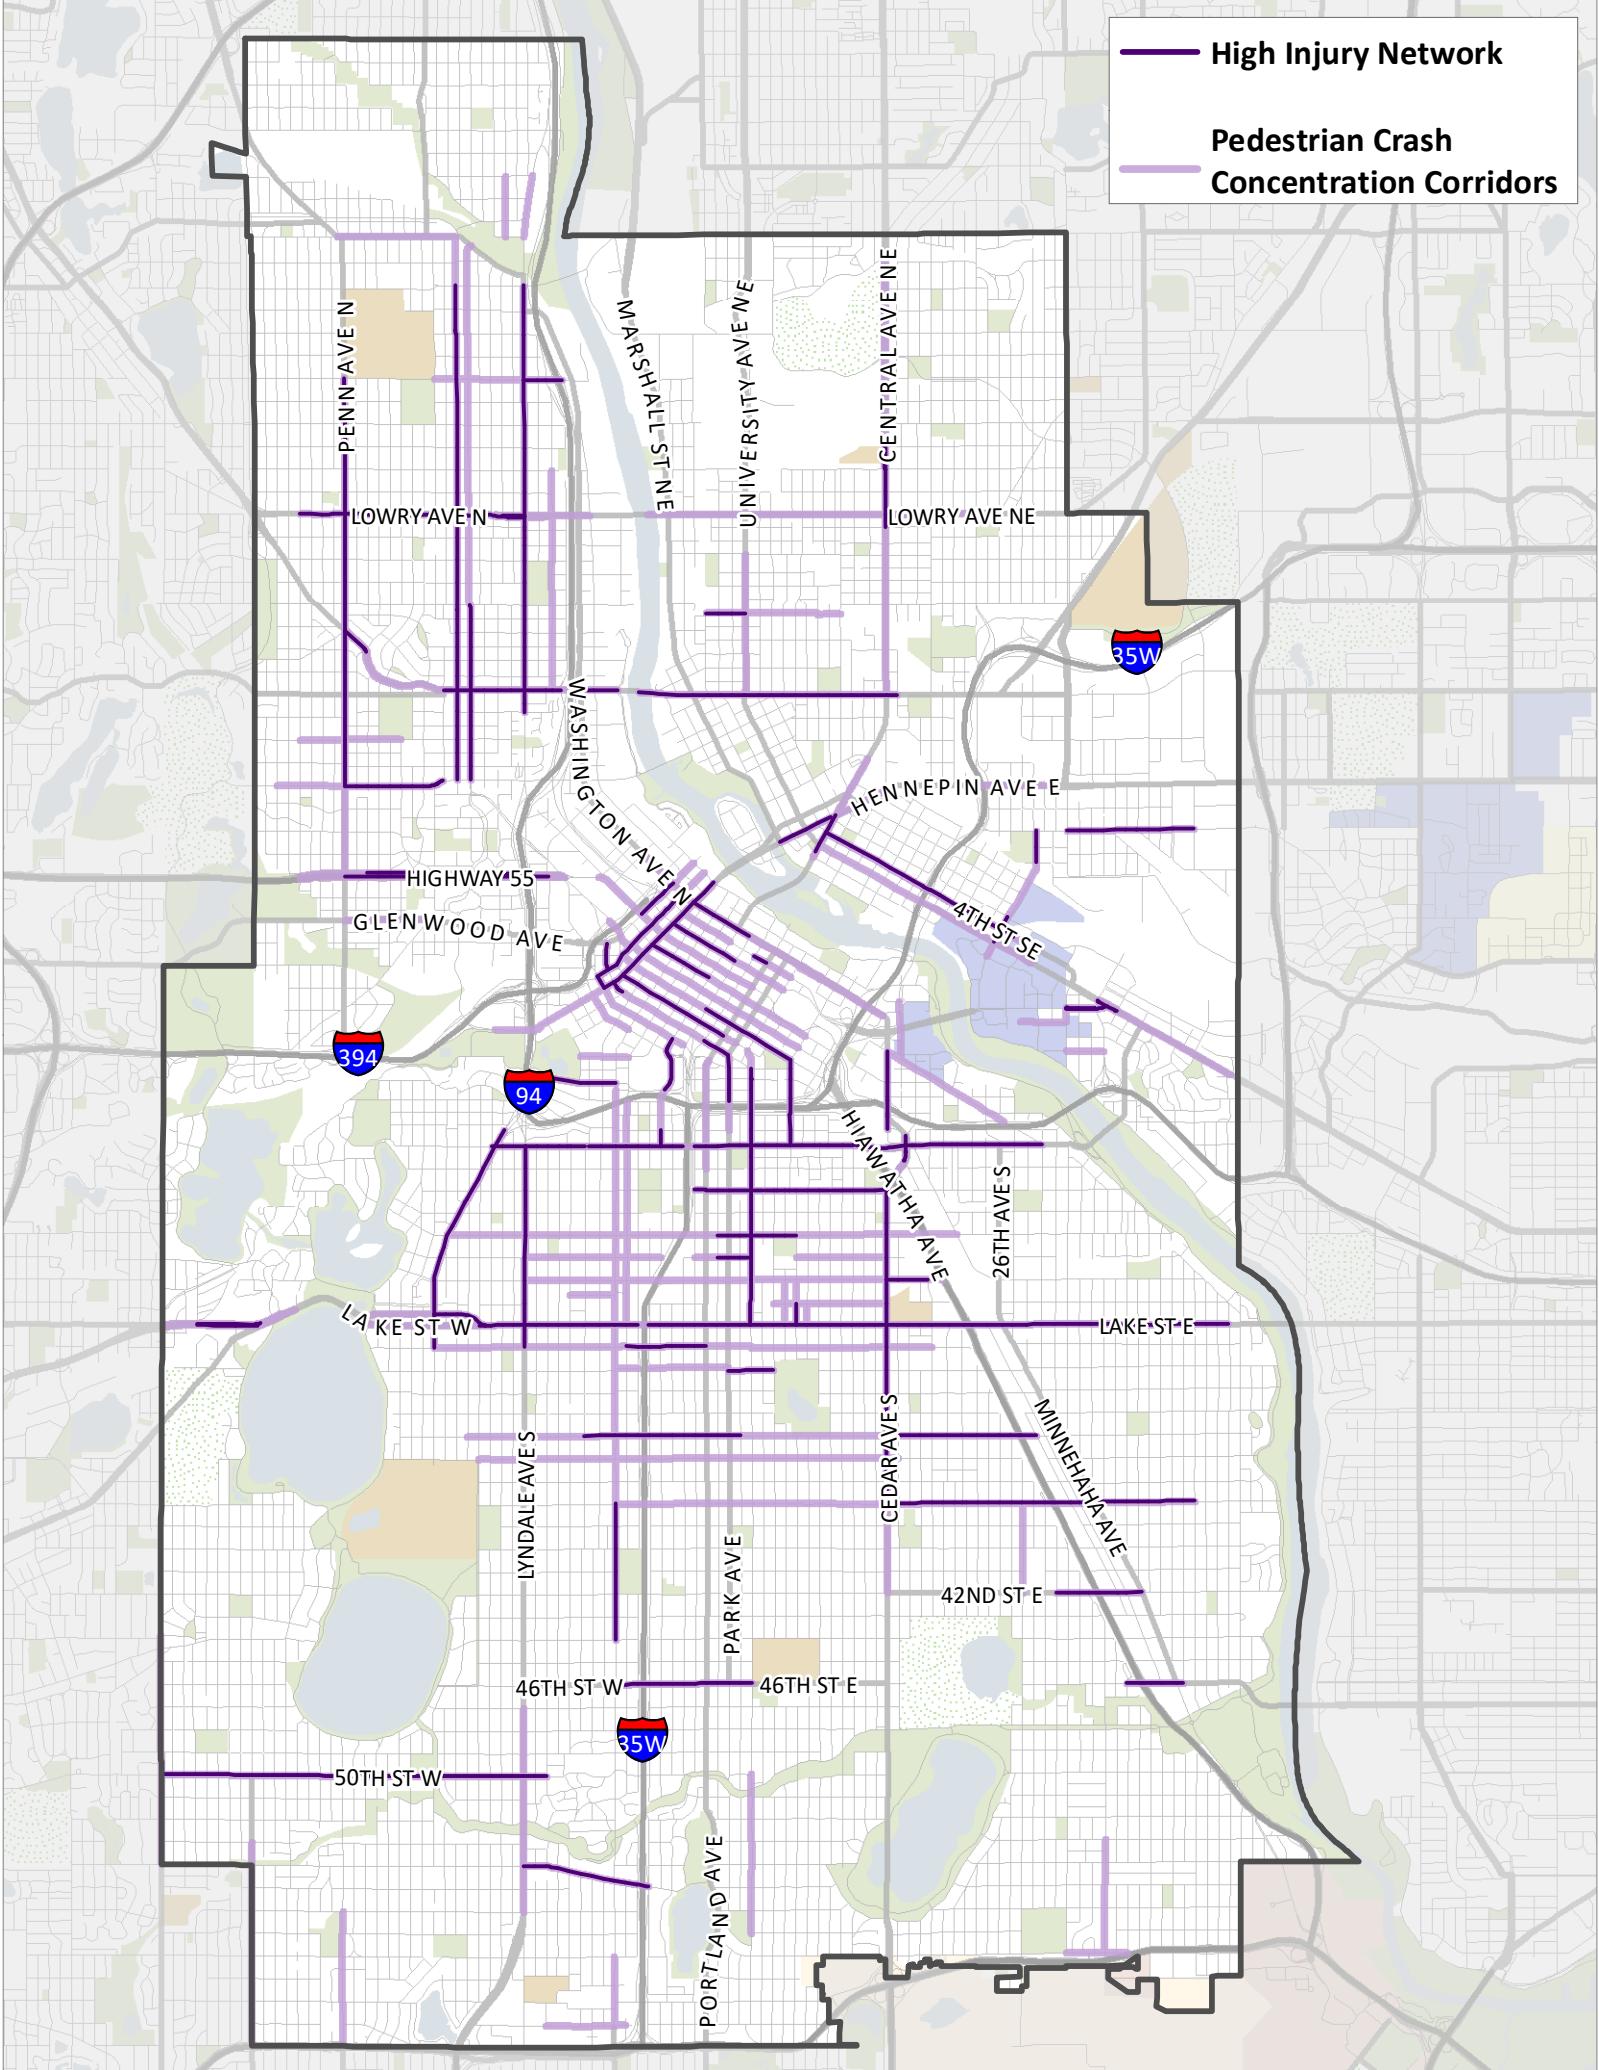 High Injury Network
Pedestrian Crash
Concentration Corridors
PENN AVE N
MARSHALL ST NE
UNIVERSITY AVE NE
CENTRAL AVE NE
LOWRY AVE N
LOWRY AVE NE
35W
WASHINGTON AVE N
HENNEPIN AVE E
HIGHWAY 55
GLENWOOD AVE
4TH ST SE
394
94
HIAWATHA AVE
26TH AVE S
LAKE ST W
LAKE ST E
LYNDALE AVE S
CEDAR AVE S
MINNEHAHA AVE
PARK AVE
42ND ST E
46TH ST W
46TH ST E
35W
50TH ST W
PORTLAND AVE